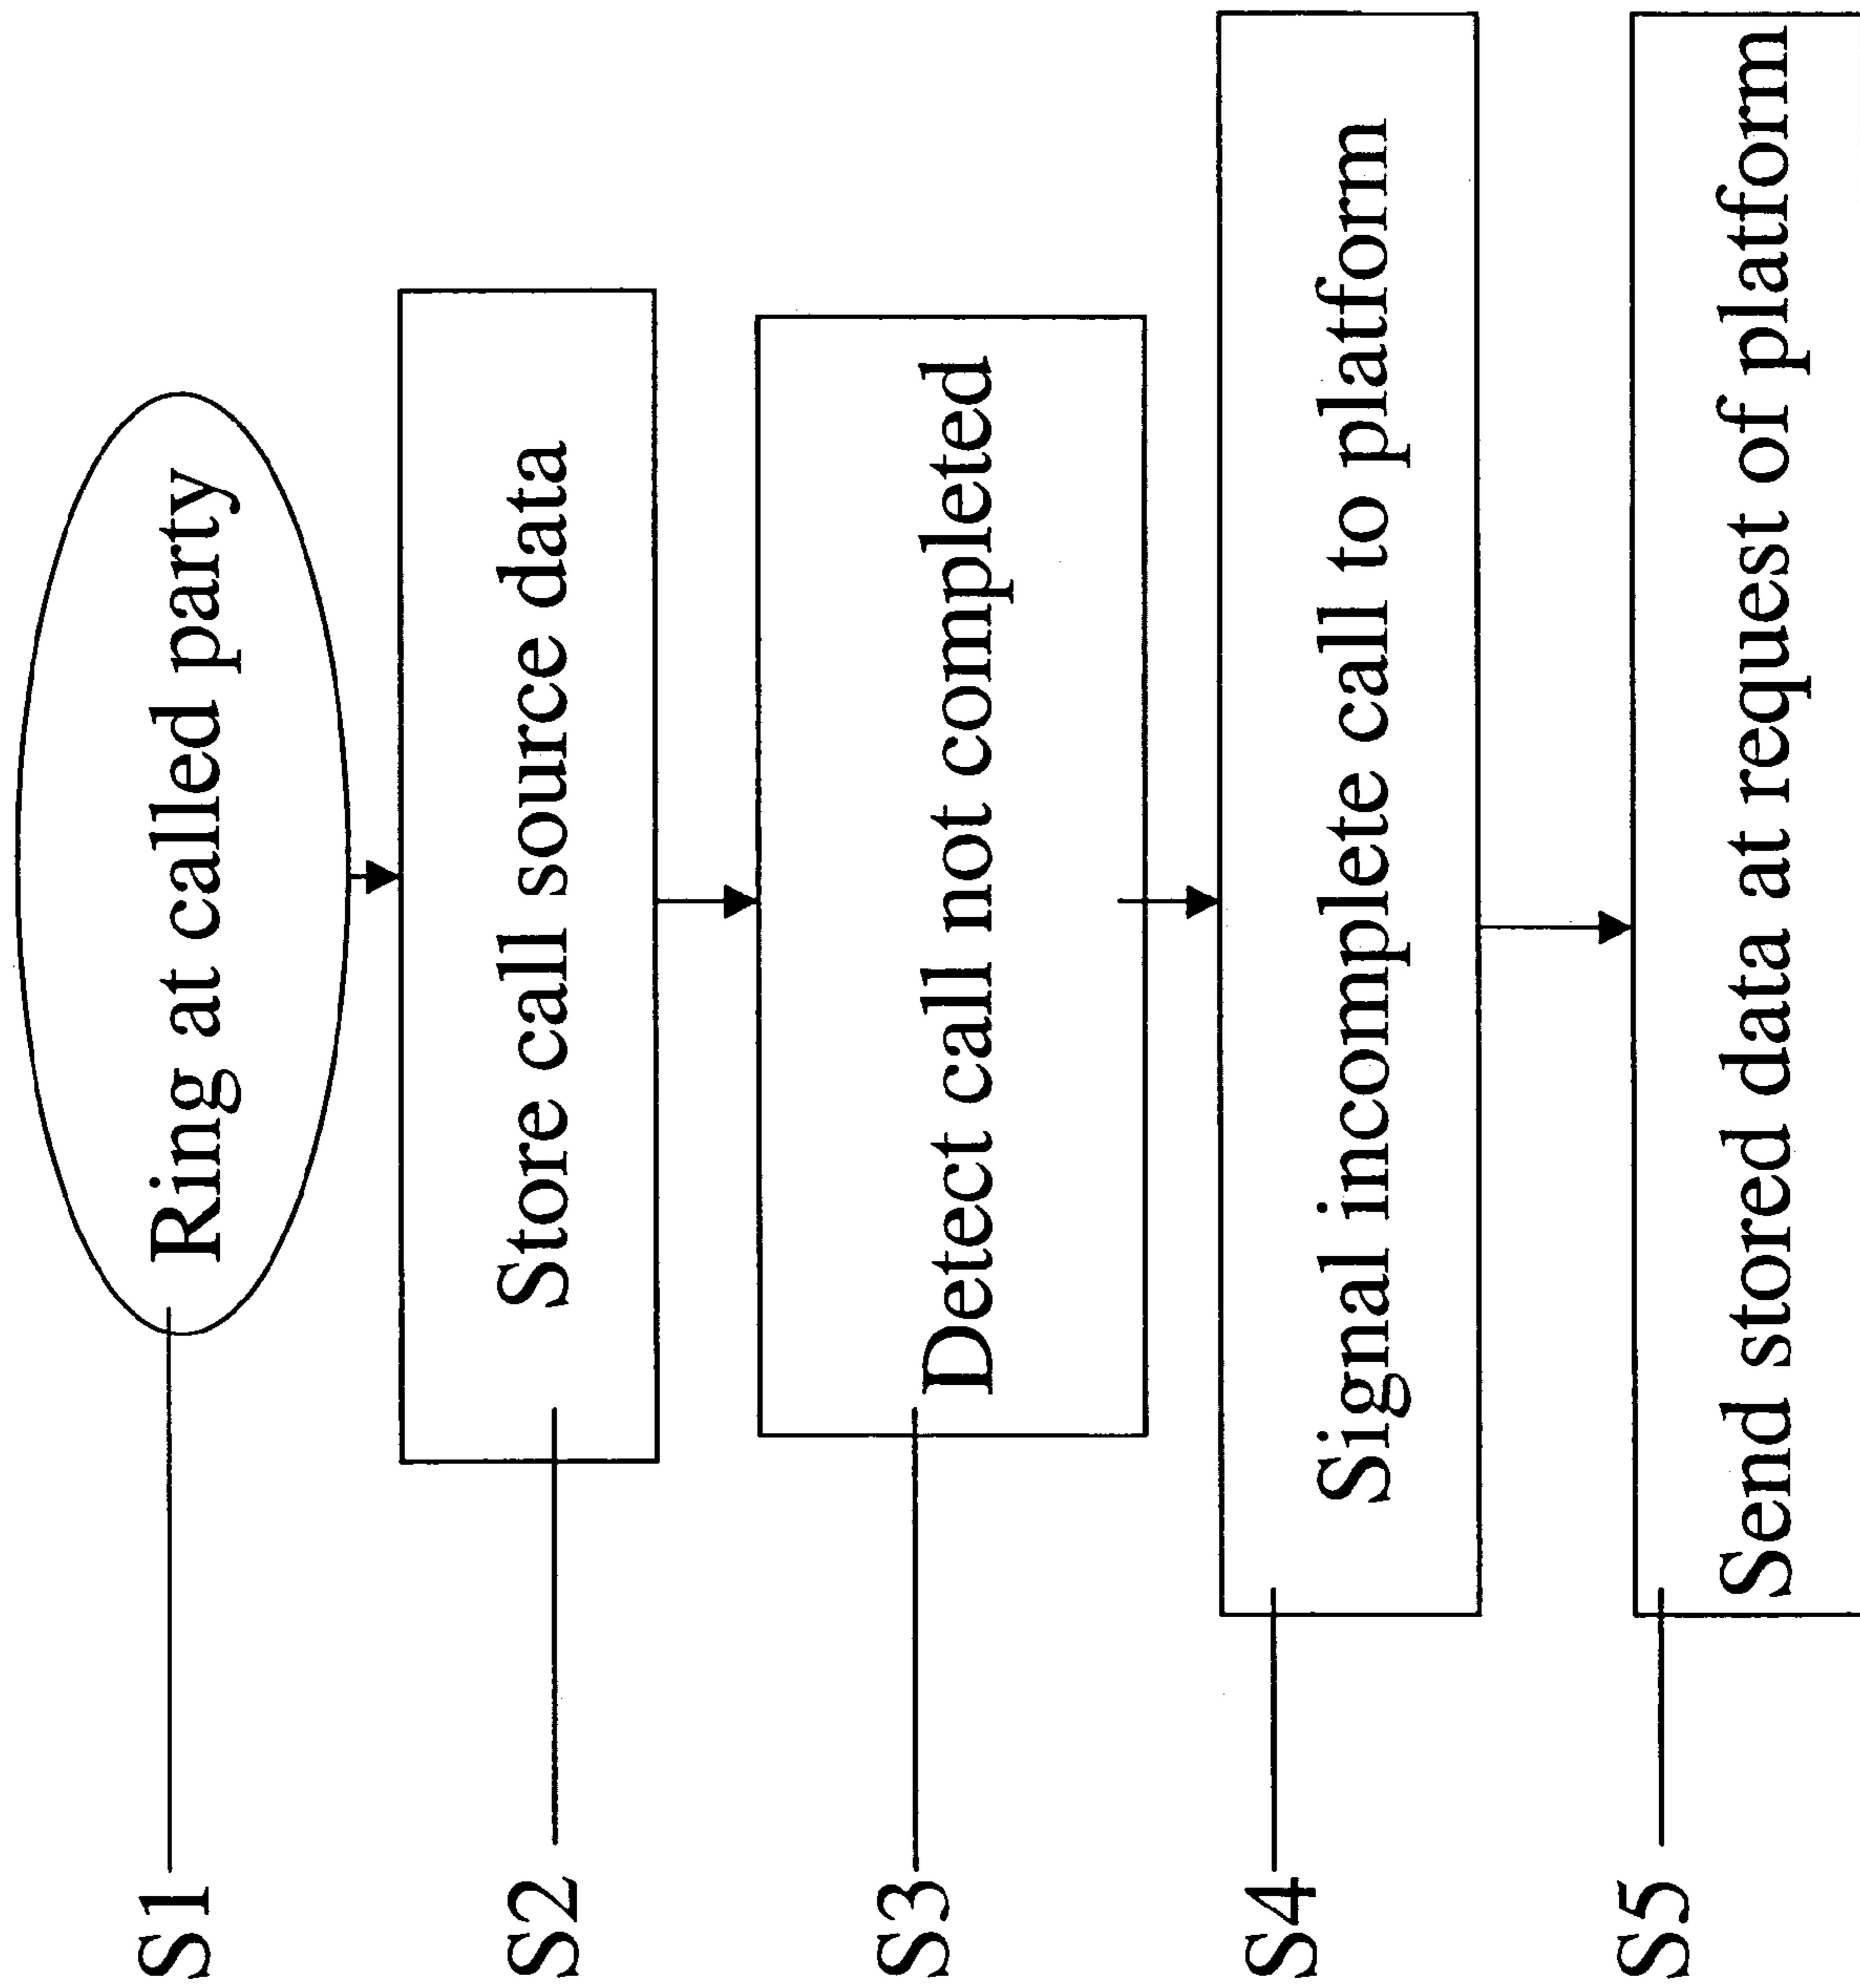 S1
Ring at called party
S2
Store call source data
S3
Detect call not completed
S4
Signal incomplete call to platform
S5
Send stored data at request of platform